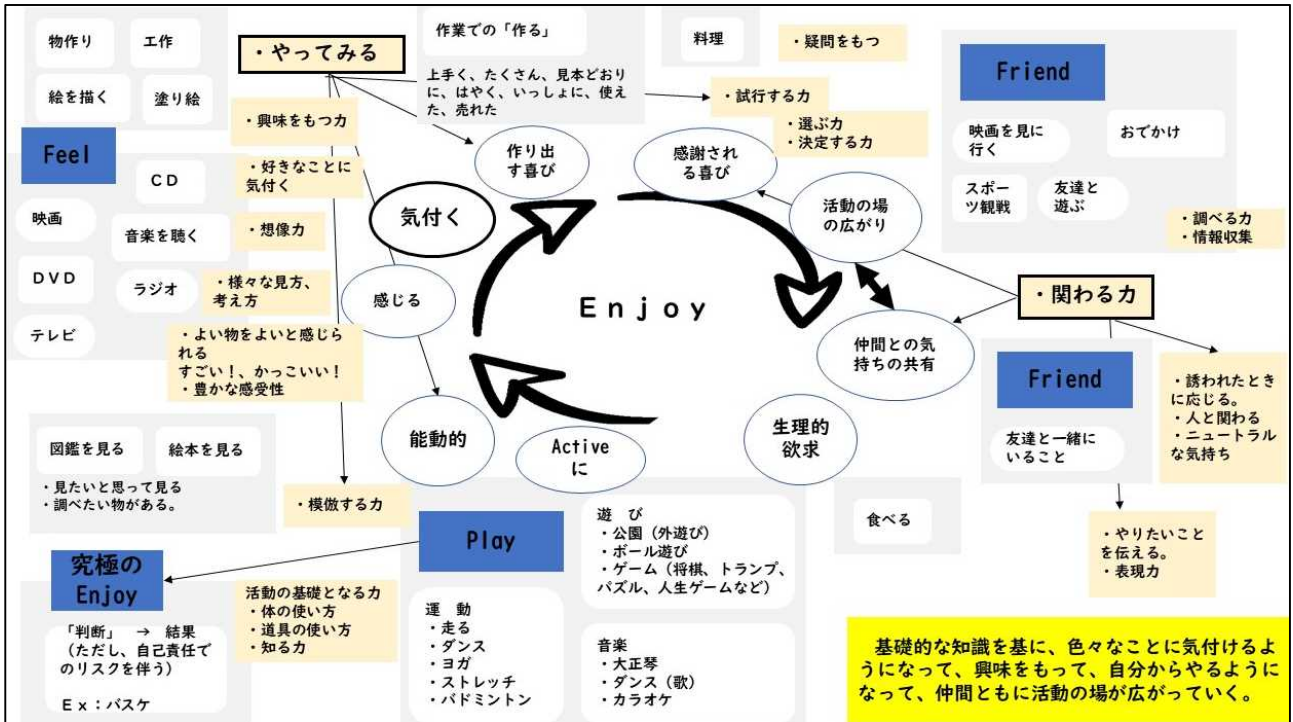 物作り
工作
絵を描く
塗り絵
・やってみる
作業での「作る」
上手く、たくさん、見本どおり
に、はやく、いっしょに、使え
た、売れた
料理
・疑問をもつ
・試行する力
・選ぶ力
・決定する力
Friend
映画を見に
行く
おでかけ
スポー
ツ観戦
友達と
遊ぶ
・調べる力
・情報収集
Feel
・興味をもつ力
・好きなことに
気付く
CD
映画
音楽を聴く
・想像力
DVD
ラジオ
・様々な見方、
考え方
テレビ
・よい物をよいと感じら
れる
すごい！、かっこいい！
・豊かな感受性
気付く
作り出
す喜び
感謝され
る喜び
活動の場
の広がり
感じる
Enjoy
仲間との気
持ちの共有
能動的
Active
に
生理的
欲求
・関わる力
Friend
友達と一緒に
いること
・誘われたとき
に応じる。
・人と関わる
・ニュートラル
な気持ち
・やりたいこと
を伝える。
・表現力
図鑑を見る
絵本を見る
・見たいと思って見る
・調べたい物がある。
・模倣する力
究極の
Enjoy
「判断」 → 結果
（ただし、自己責任で
のリスクを伴う）
Ex：バスケ
活動の基礎となる力
・体の使い方
・道具の使い方
・知る力
Play
遊 び
・公園（外遊び）
・ボール遊び
・ゲーム（将棋、トランプ、
パズル、人生ゲームなど）
運 動
・走る
・ダンス
・ヨガ
・ストレッチ
・バドミントン
音楽
・大正琴
・ダンス（歌）
・カラオケ
食べる
基礎的な知識を基に、色々なことに気付けるよ
うになって、興味をもって、自分からやるように
なって、仲間ともに活動の場が広がっていく。